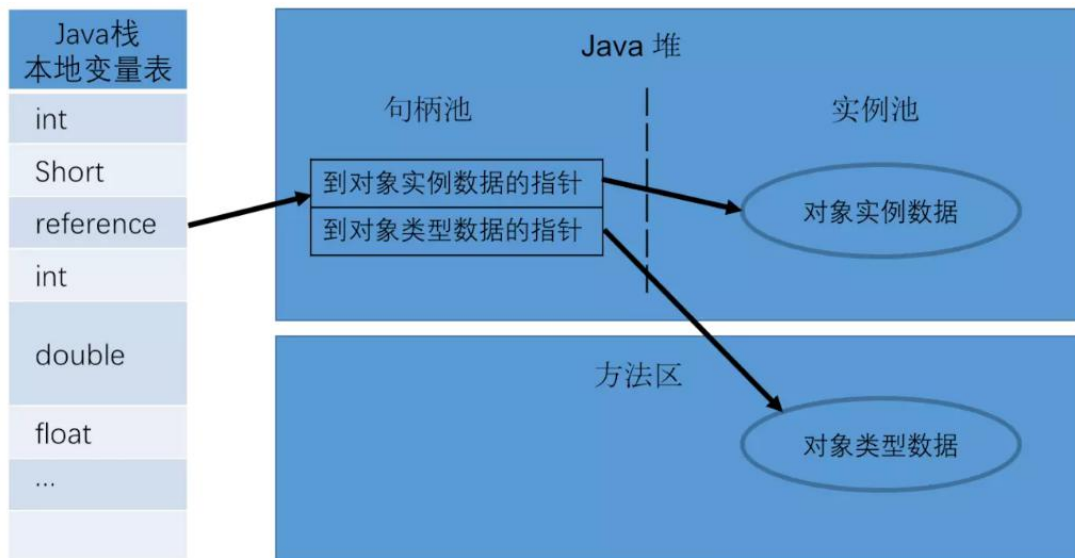 Java栈
本地变量表
int
Short
reference
int
double
float
...
Java 堆
句柄池
实例池
到对象实例数据的指针
到对象类型数据的指针
对象实例数据
方法区
对象类型数据